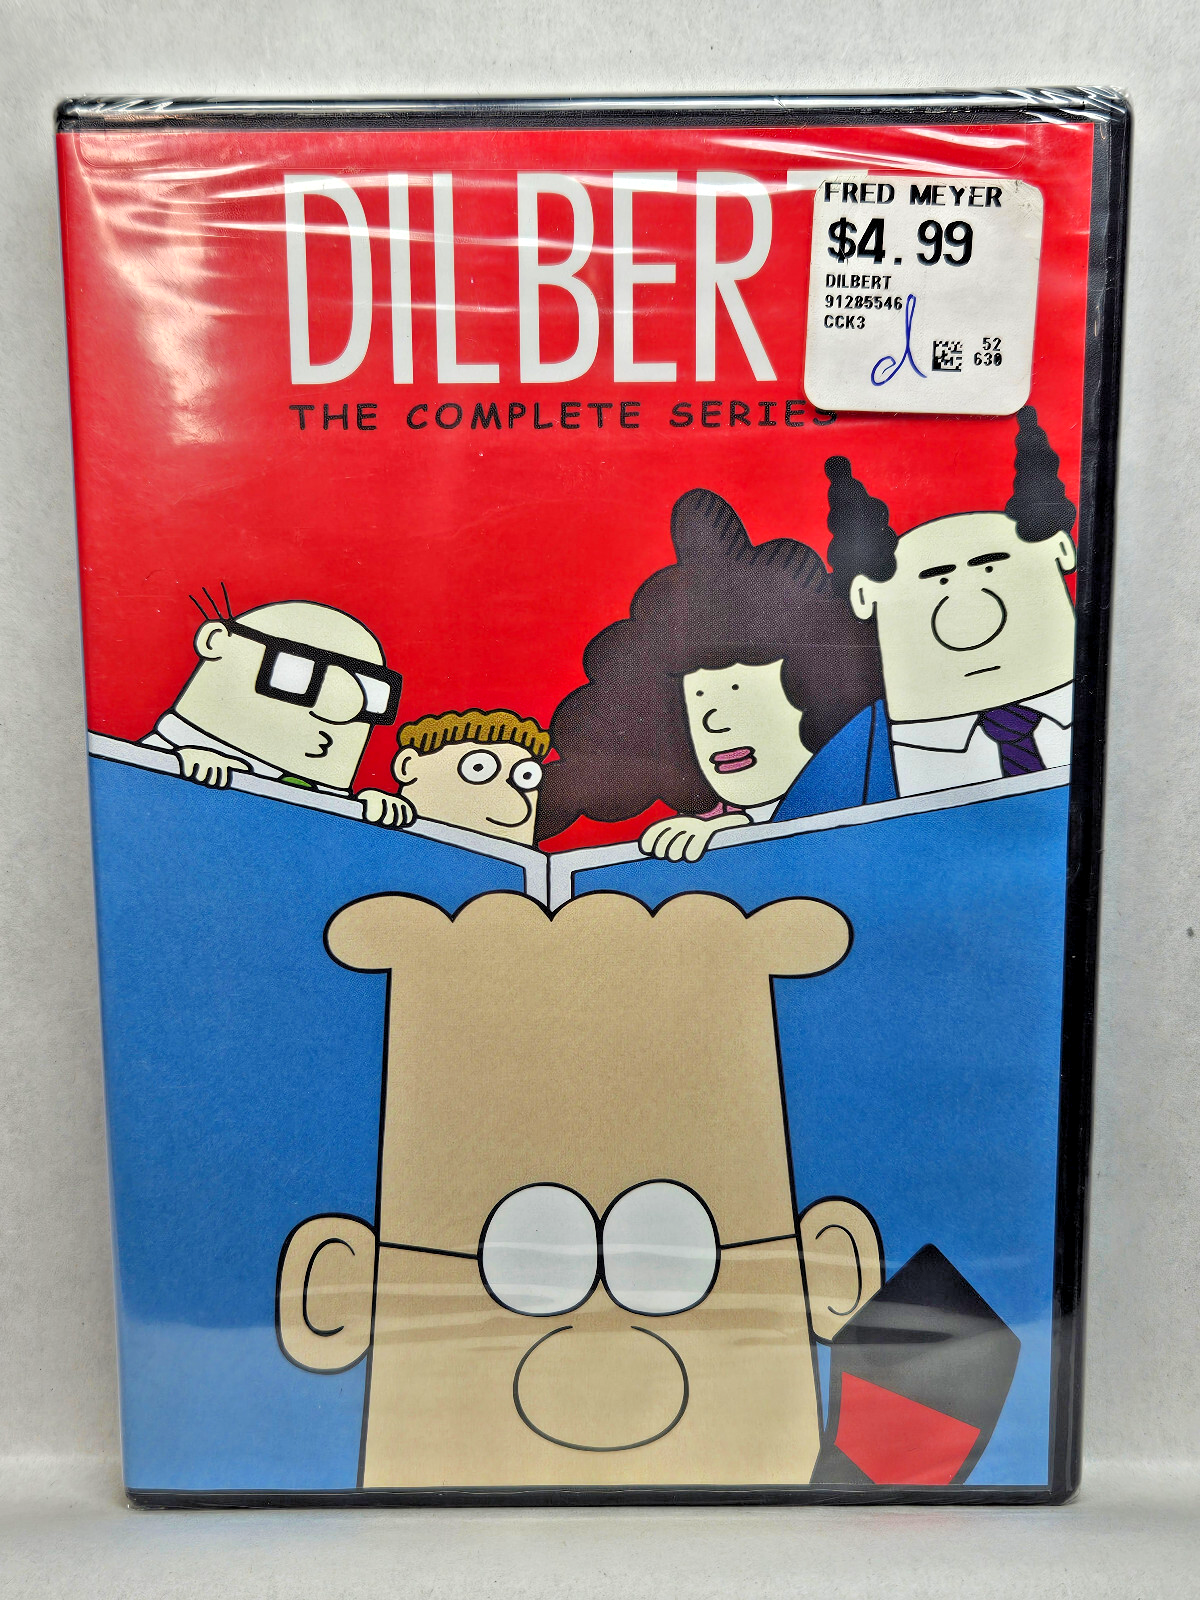 DILBERT
THE COMPLETE SERIES
FRED MEYER
$4.99
DILBERT
91285546
CCK3
d
52
630